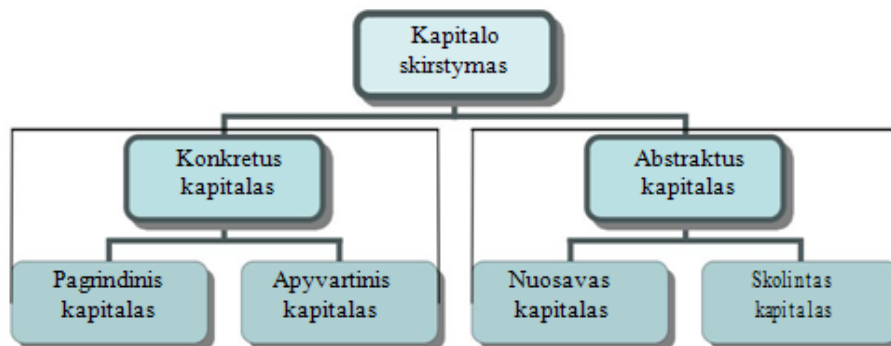 Kapitalo
skirstymas
Konkretus
kapitalas
Abstraktus
kapitalas
Pagrindinis
kapitalas
Apyvartinis
kapitalas
Nuosavas
kapitalas
Skolintas
kapitalas